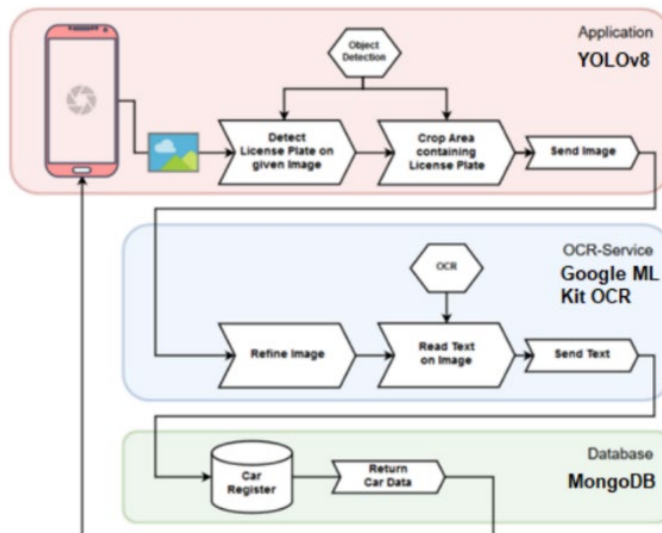 Application
YOLOv8
Object
Detection
Detect
License Plate on
given Image
Crop Area
containing
License Plate
Send Image
OCR-Service
Google ML
Kit OCR
OCR
Refine Image
Read Text
on Image
Send Text
Database
MongoDB
Car
Register
Return
Car Data